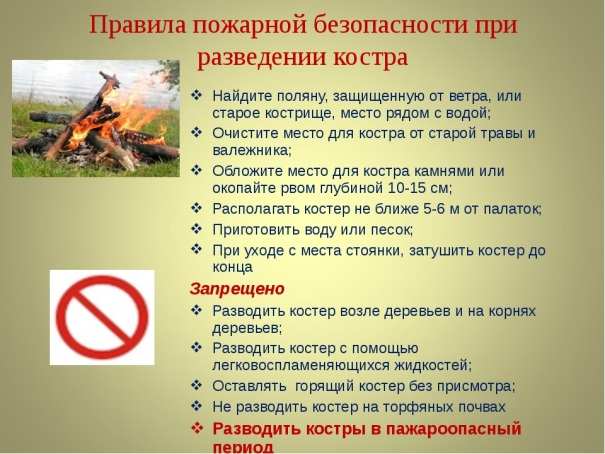 Правила пожарной безопасности при
разведении костра
❖ Найдите поляну, защищенную от ветра, или
старое кострище, место рядом с водой;
❖ Очистите место для костра от старой травы и
валежника;
❖ Обложите место для костра камнями или
окопайте рвом глубиной 10-15 см;
❖ Располагать костер не ближе 5-6 м от палаток;
❖ Приготовить воду или песок;
❖ При уходе с места стоянки, затушить костер до
конца
Запрещено
❖ Разводить костер возле деревьев и на корнях
деревьев;
❖ Разводить костер с помощью
легковоспламеняющихся жидкостей;
❖ Оставлять горящий костер без присмотра;
❖ Не разводить костер на торфяных почвах
❖ Разводить костры в пажароопасный
период